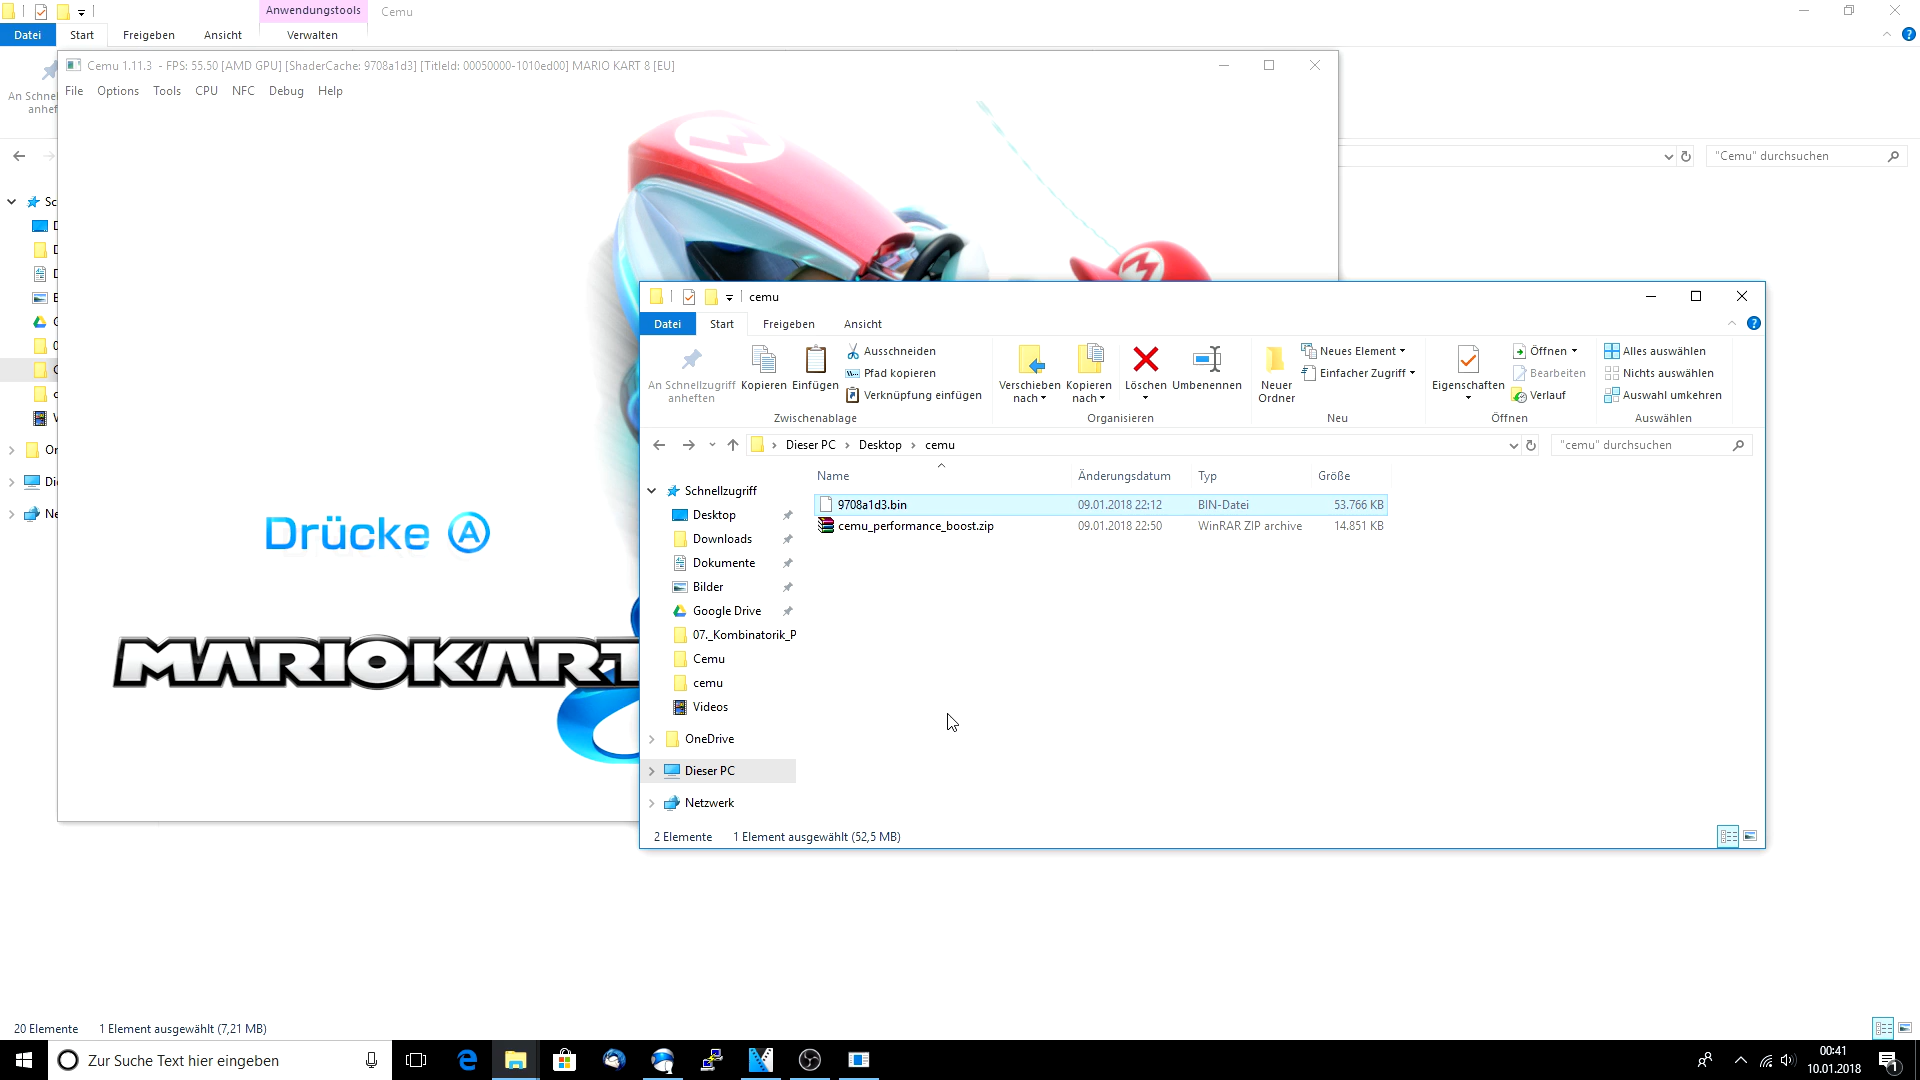 Anwendungstools
Cemu
Datei
Start
Freigeben
Ansicht
Verwalten
Cemu 1.11.3 - FPS: 55.50 [AMD GPU] [ShaderCache: 9708a1d3] [TitleId: 00050000-1010ed00] MARIO KART 8 [EU]
File Options Tools CPU NFC Debug Help
An Schne
anhef
"Cemu" durchsuchen
Sc
Or
Die
Ne
Drücke A
MARIOKART
cemu
Datei Start Freigeben Ansicht
An Schnellzugriff
anheften
Kopieren
Einfügen
Ausschneiden
Pfad kopieren
Verknüpfung einfügen
Zwischenablage
Verschieben
nach
Kopieren
nach
Löschen
Umbenennen
Organisieren
Neuer
Ordner
Neues Element
Einfacher Zugriff
Neu
Eigenschaften
Öffnen
Bearbeiten
Verlauf
Öffnen
Alles auswählen
Nichts auswählen
Auswahl umkehren
Auswählen
Dieser PC › Desktop › cemu
"cemu" durchsuchen
Name Änderungsdatum Typ Größe
9708a1d3.bin 09.01.2018 22:12 BIN-Datei 53.766 KB
cemu_performance_boost.zip 09.01.2018 22:50 WinRAR ZIP archive 14.851 KB
Schnellzugriff
Desktop
Downloads
Dokumente
Bilder
Google Drive
07._Kombinatorik_P
Cemu
cemu
Videos
OneDrive
Dieser PC
Netzwerk
2 Elemente 1 Element ausgewählt (52,5 MB)
20 Elemente 1 Element ausgewählt (7,21 MB)
Zur Suche Text hier eingeben
00:41
10.01.2018
1